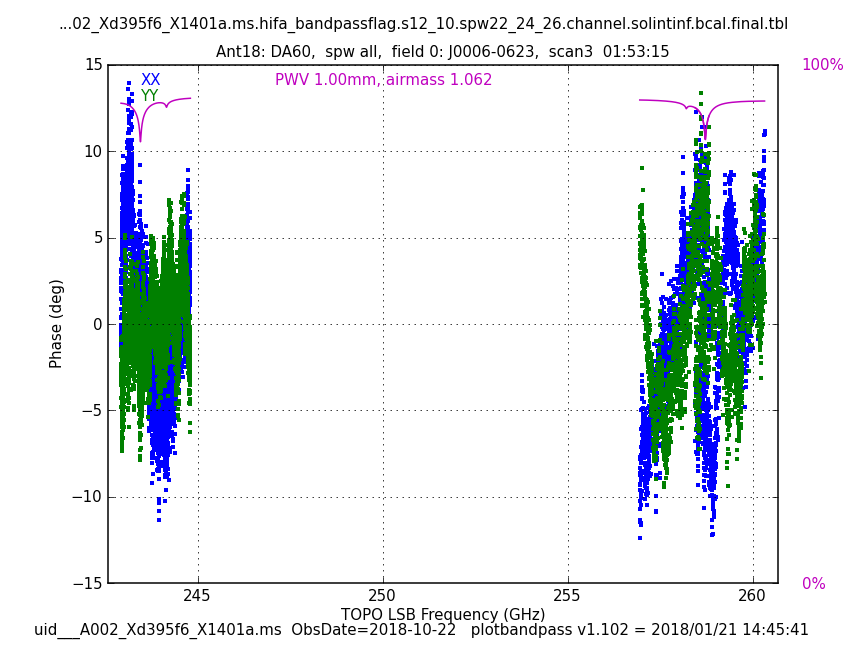 ...02_Xd395f6_X1401a.ms.hifa_bandpassflag.s12_10.spw22_24_26.channel.solintinf.bcal.final.tbl
Ant18: DA60, spw all, field 0: J0006-0623, scan3 01:53:15
15
100%
XX
PWV 1.00mm, airmass 1.062
YY
10
5
Phase (deg)
0
−5
−10
−15
0%
245
250
255
260
TOPO LSB Frequency (GHz)
uid___A002_Xd395f6_X1401a.ms ObsDate=2018-10-22 plotbandpass v1.102 = 2018/01/21 14:45:41